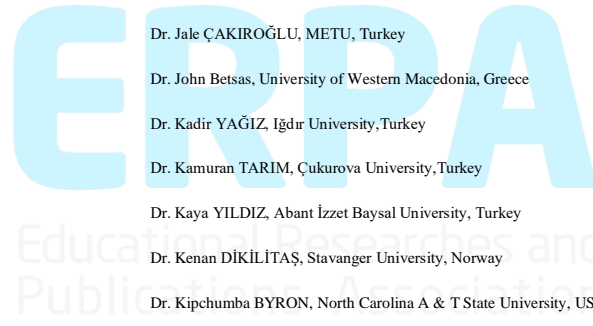 ERPA
Dr. Jale ÇAKIROĞLU, METU, Turkey
Dr. John Betsas, University of Western Macedonia, Greece
Dr. Kadir YAĞIZ, Iğdır University,Turkey
Dr. Kamuran TARIM, Çukurova University,Turkey
Dr. Kaya YILDIZ, Abant İzzet Baysal University, Turkey
Educational Researches and
Dr. Kenan DİKİLİTAŞ, Stavanger University, Norway
Publications Association
Dr. Kipchumba BYRON, North Carolina A & T State University, US